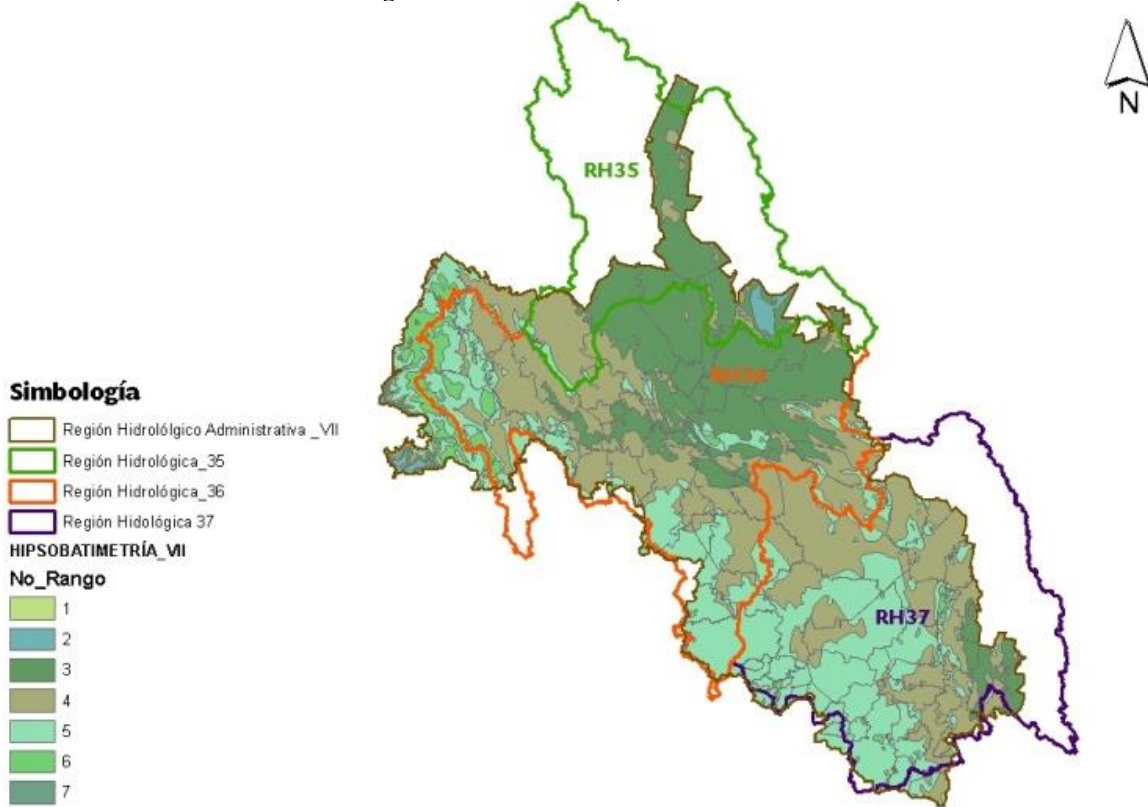 N
RH35
RH36
RH37
Simbología
Región Hidrolólgico Administrativa _VII
Región Hidrológica_35
Región Hidrológica_36
Región Hidológica 37
HIPSOBATIMETRÍA_VII
No_Rango
1
2
3
4
5
6
7